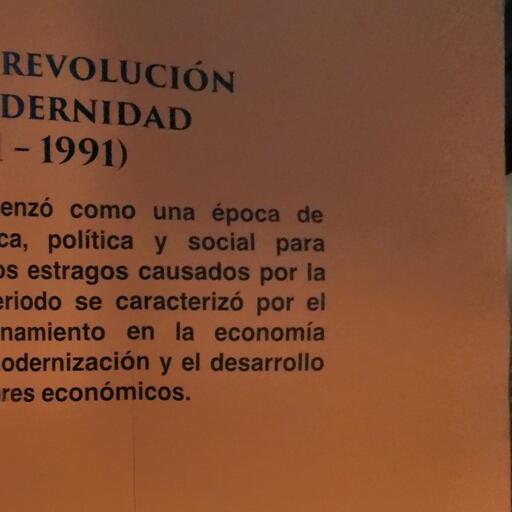 REVOLUCIÓN
DERNIDAD
– 1991)
enzó como una época de
ca, política y social para
os estragos causados por la
eriodo se caracterizó por el
namiento en la economía
odernización y el desarrollo
res económicos.